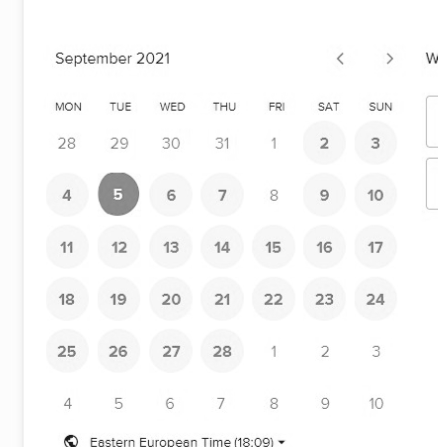 September 2021
W
MON TUE WED THU FRI SAT SUN
28 29 30 31 1 2 3
4 5 6 7 8 9 10
11 12 13 14 15 16 17
18 19 20 21 22 23 24
25 26 27 28 1 2 3
4 5 6 7 8 9 10
Eastern European Time (18:09)